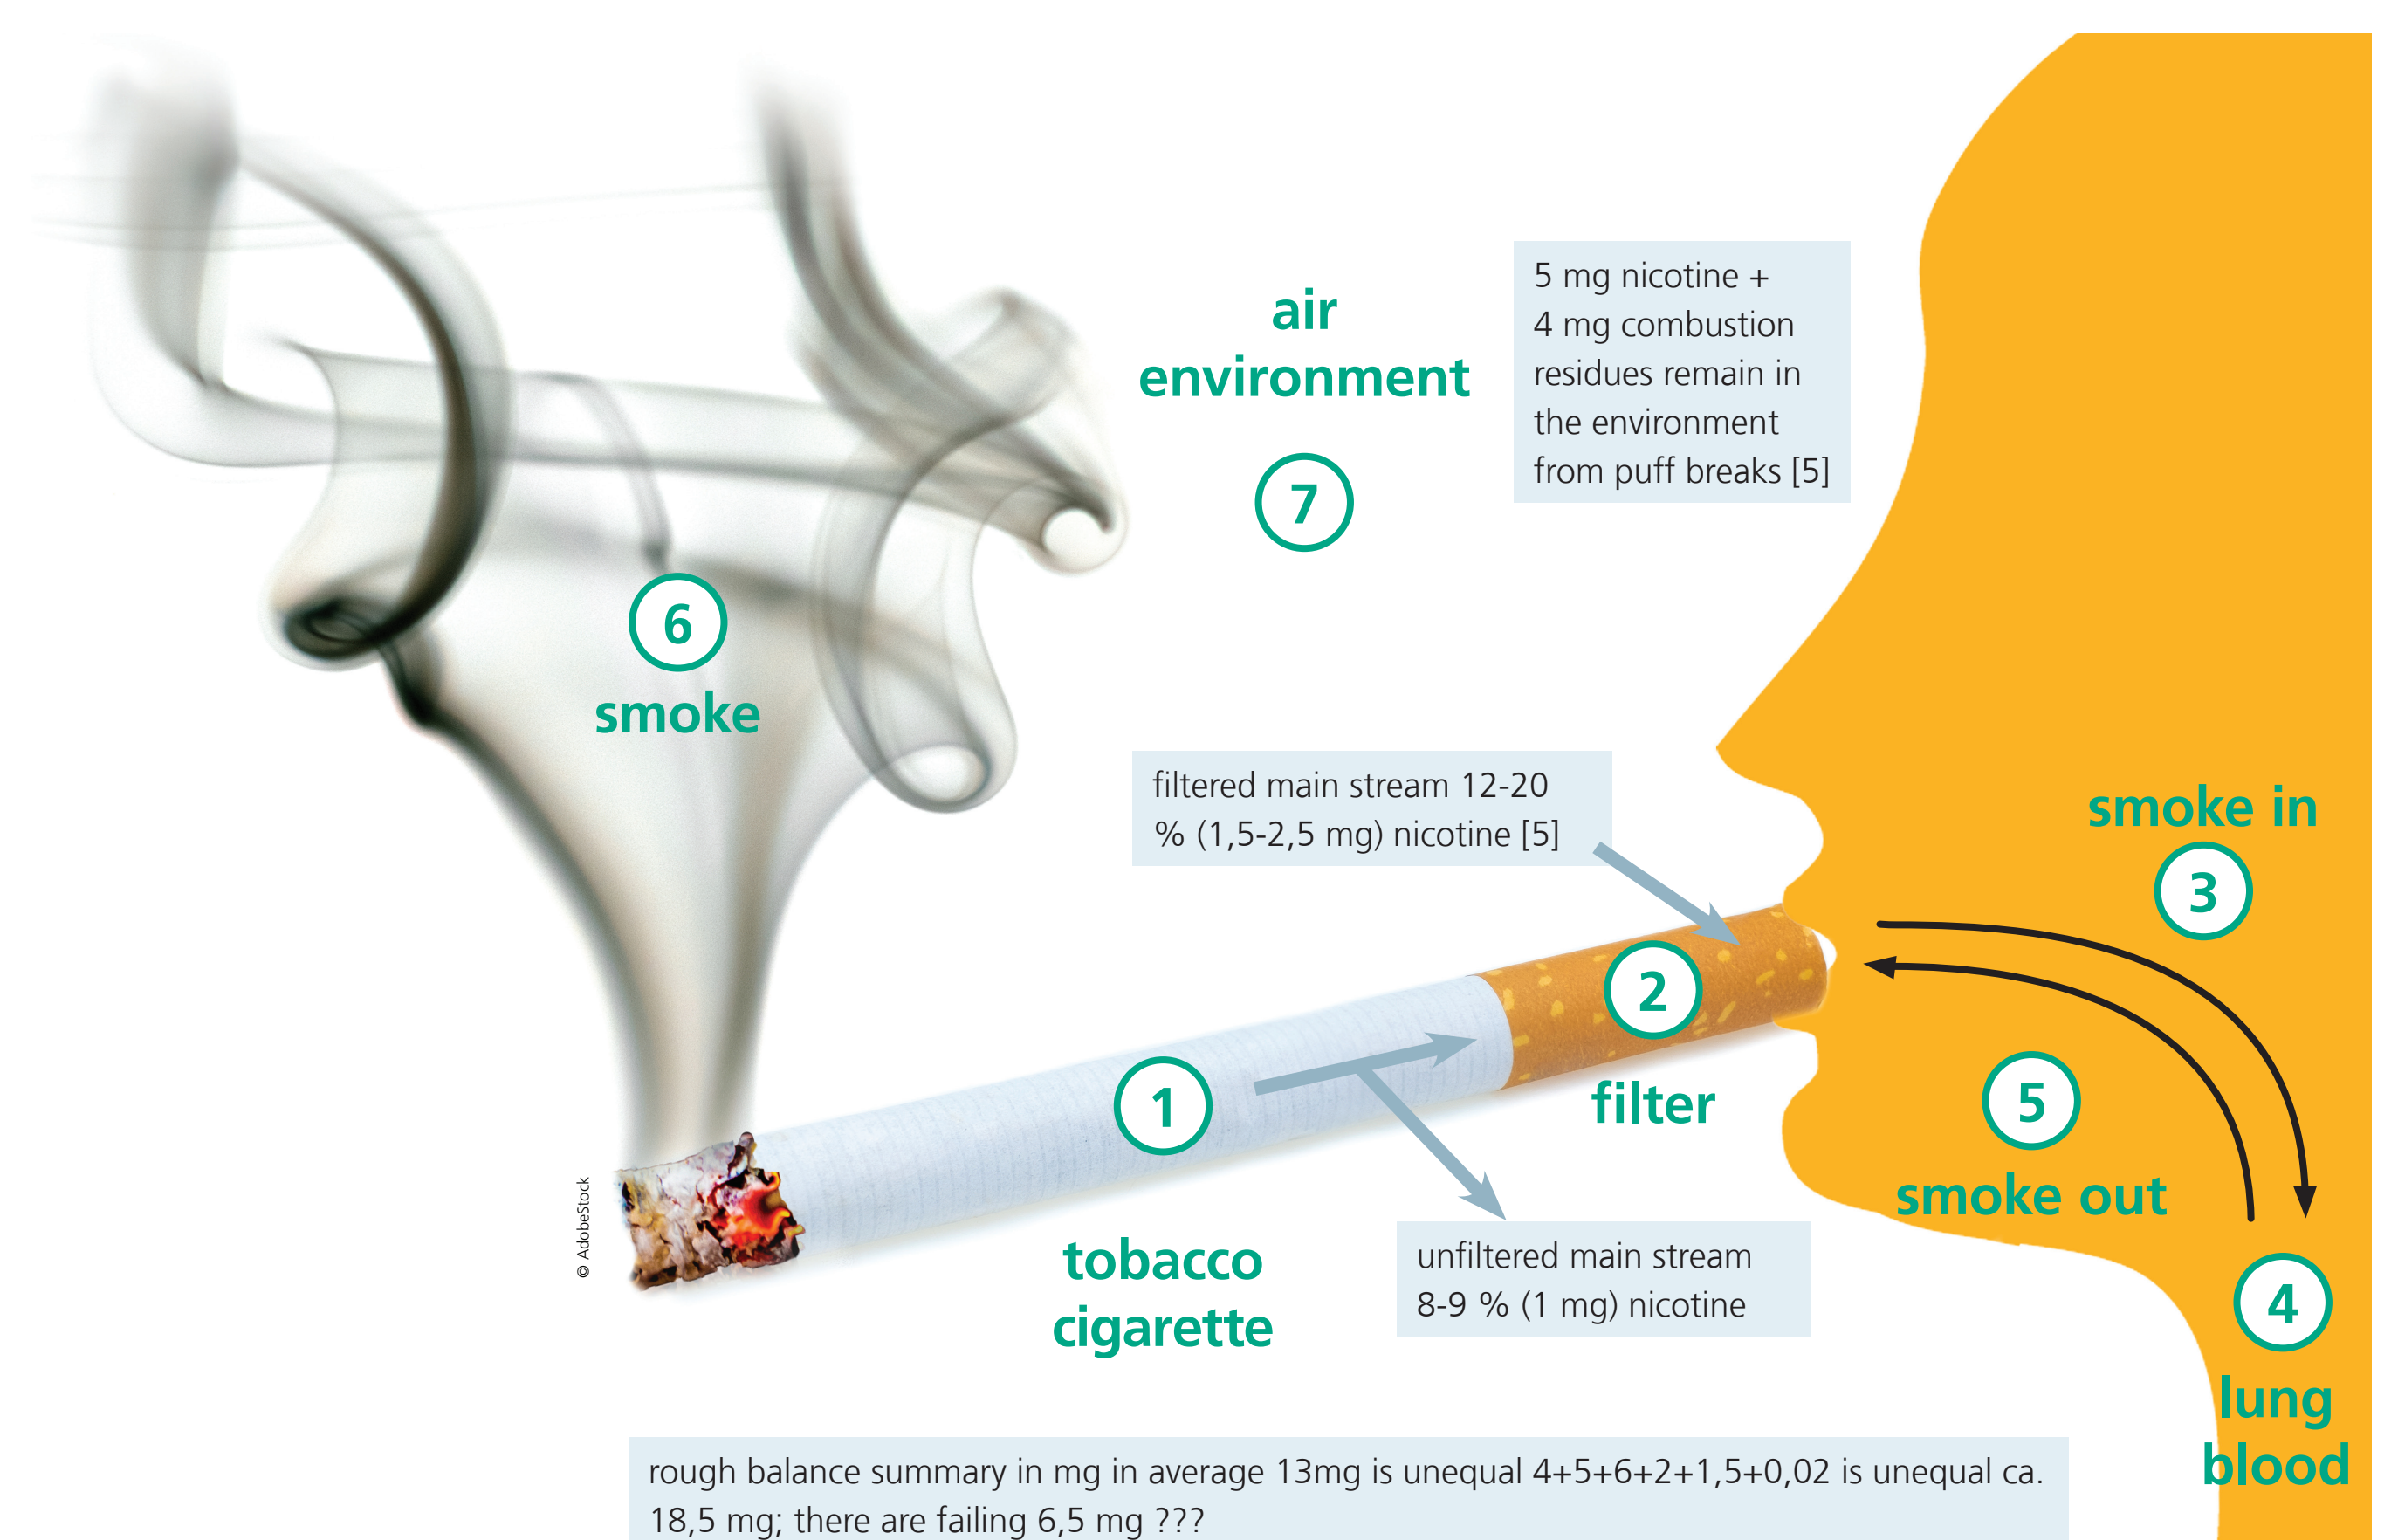 air
environment
7
5 mg nicotine +
4 mg combustion
residues remain in
the environment
from puff breaks [5]
6
smoke
filtered main stream 12-20
% (1,5-2,5 mg) nicotine [5]
smoke in
3
2
filter
1
tobacco
cigarette
5
smoke out
unfiltered main stream
8-9 % (1 mg) nicotine
4
lung
blood
© AdobeStock
rough balance summary in mg in average 13mg is unequal 4+5+6+2+1,5+0,02 is unequal ca.
18,5 mg; there are failing 6,5 mg ???